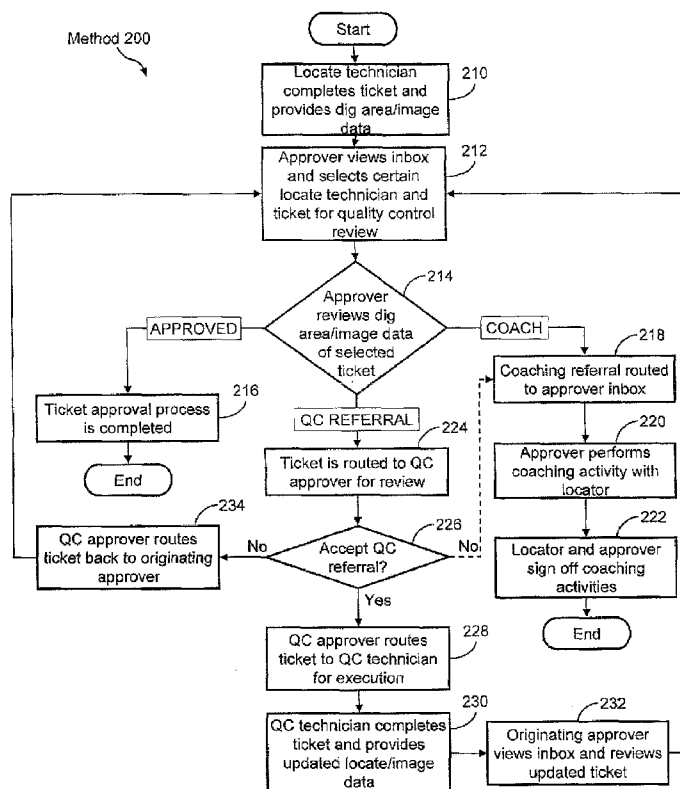 Start
Method 200
Locate technician
completes ticket and
provides dig area/image
data
210
Approver views inbox
and selects certain
locate technician and
ticket for quality control
review
212
Approver
reviews dig
area/image data
of selected
ticket
214
APPROVED
COACH
QC REFERRAL
Ticket approval process
is completed
216
End
Coaching referral routed
to approver inbox
218
Approver performs
coaching activity with
locator
220
Locator and approver
sign off coaching
activities
222
End
Ticket is routed to QC
approver for review
224
Accept QC
referral?
226
No
No
Yes
QC approver routes
ticket back to originating
approver
234
QC approver routes
ticket to QC technician
for execution
228
QC technician completes
ticket and provides
updated locate/image
data
230
Originating approver
views inbox and reviews
updated ticket
232